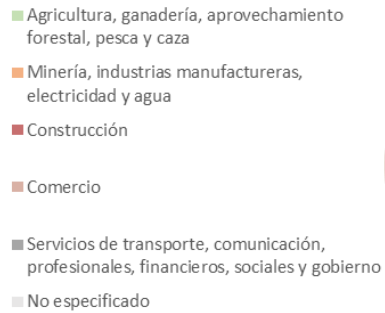 Agricultura, ganadería, aprovechamiento
forestal, pesca y caza
Minería, industrias manufactureras,
electricidad y agua
Construcción
Comercio
Servicios de transporte, comunicación,
profesionales, financieros, sociales y gobierno
No especificado